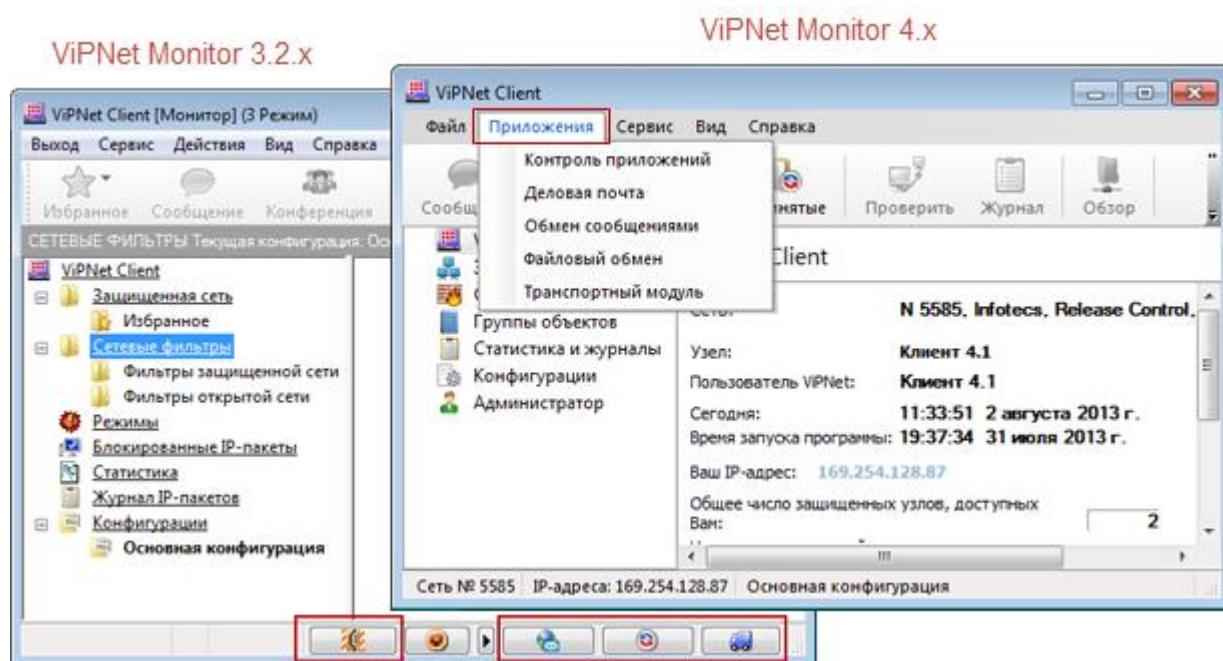 ViPNet Monitor 3.2.x
ViPNet Monitor 4.x
ViPNet Client [Монитор] (3 Режим)
Выход Сервис Действия Вид Справка
Избранное Сообщение Конференция
СЕТЕВЫЕ ФИЛЬТРЫ Текущая конфигурация:
ViPNet Client
Защищенная сеть
Избранное
Сетевые фильтры
Фильтры защищенной сети
Фильтры открытой сети
Режимы
Блокированные IP-пакеты
Статистика
Журнал IP-пакетов
Конфигурации
Основная конфигурация
ViPNet Client
Файл Приложения Сервис Вид Справка
Контроль приложений
Деловая почта
Обмен сообщениями
Файловый обмен
Транспортный модуль
Проверить Журнал Обзор
Client
Группы объектов
Статистика и журналы
Конфигурации
Администратор
N 5585, Infotecs, Release Control,
Узел: Клиент 4.1
Пользователь ViPNet: Клиент 4.1
Сегодня: 11:33:51 2 августа 2013 г.
Время запуска программы: 19:37:34 31 июля 2013 г.
Ваш IP-адрес: 169.254.128.87
Общее число защищенных узлов, доступных
Вам: 2
Сеть № 5585 IP-адреса: 169.254.128.87 Основная конфигурация